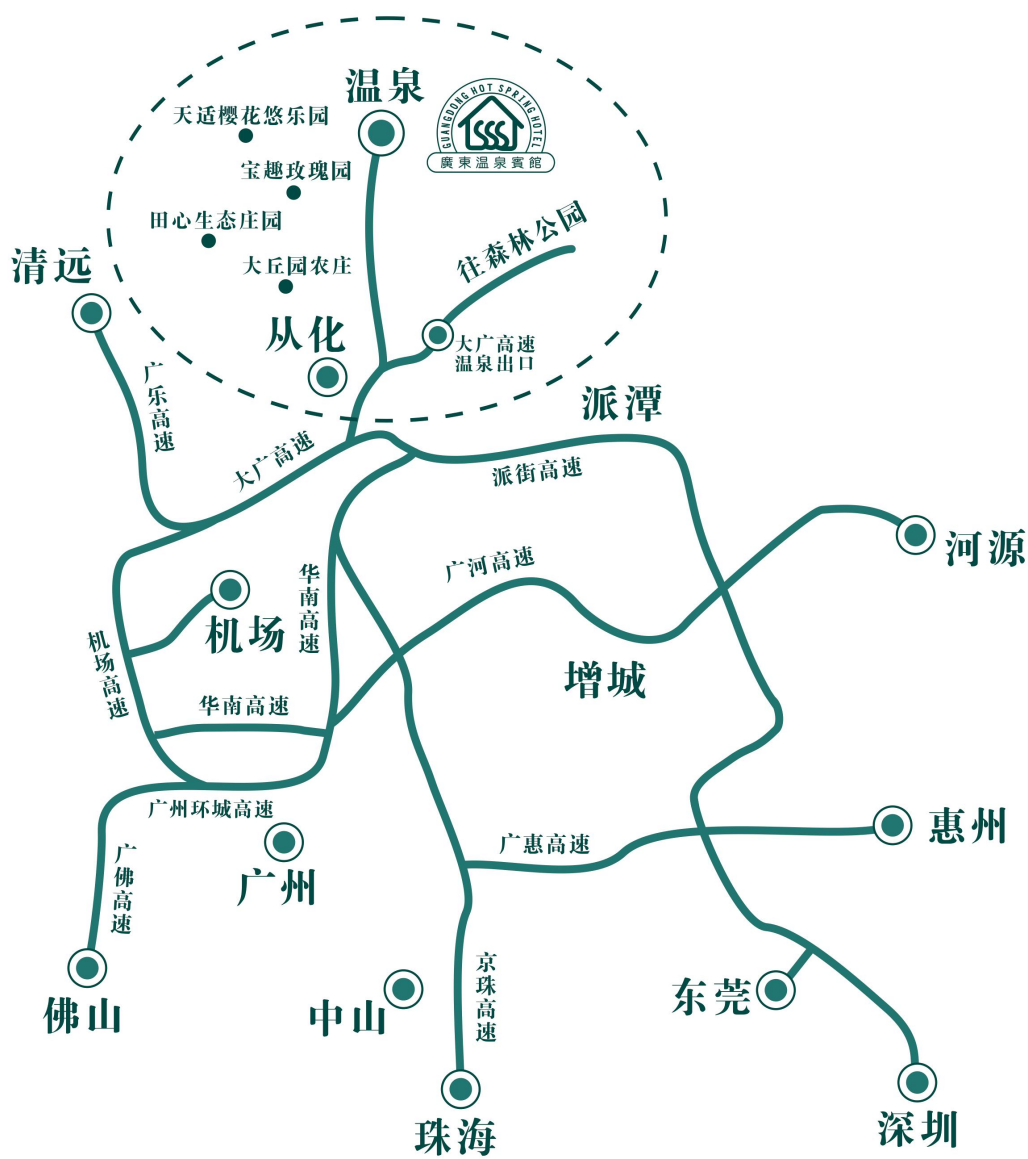 温泉
GUANGDONG HOT SPRING HOTEL
廣東温泉賓館
天适樱花悠乐园
宝趣玫瑰园
田心生态庄园
往森林公园
大丘园农庄
清远
从化
大广高速
温泉出口
广乐高速
派潭
大广高速
派街高速
河源
广河高速
华南高速
机场
机场高速
增城
华南高速
广州环城高速
惠州
广惠高速
广佛高速
广州
京珠高速
佛山
中山
东莞
珠海
深圳